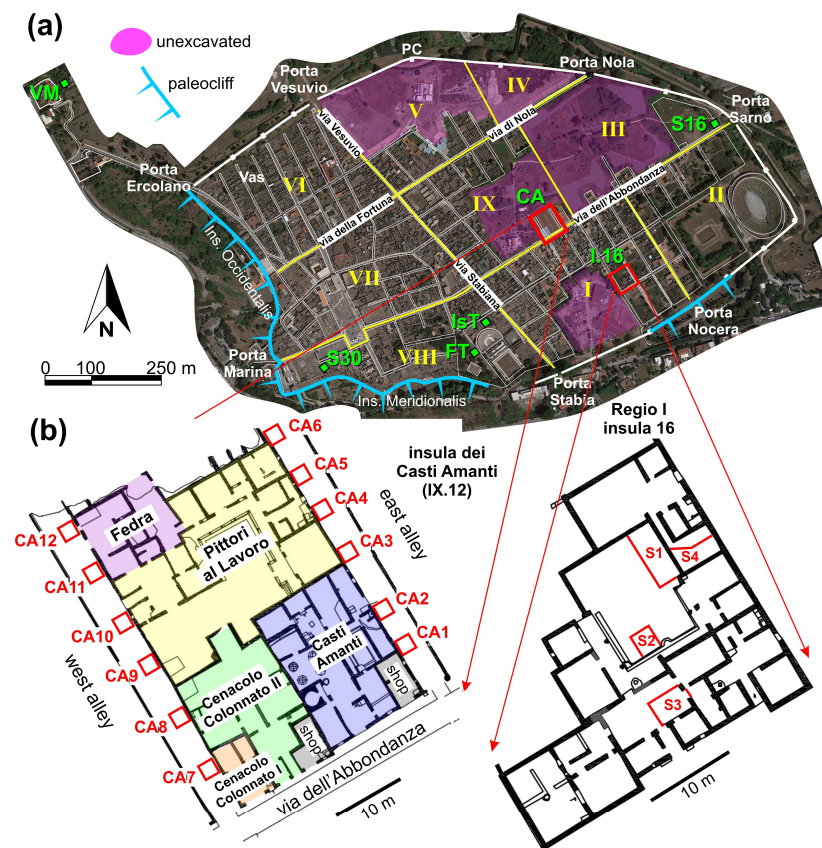 (a)
unexcavated
paleocliff
VM
PC
Porta
Vesuvio
Porta Nola
Porta
Sarno
IV
V
via Vesuvio
via di Nola
III
S16
Porta
Ercolano
Vas
VI
via della Fortuna
IX
CA
via dell'Abbondanza
II
Ins. Occidentalis
VII
via Stabiana
I.16
I
N
IsT
FT
VIII
S30
Porta
Marina
Porta
Nocera
Porta
Stabia
Ins. Meridionalis
0 100 250 m
(b)
insula dei
Casti Amanti
(IX.12)
Regio I
insula 16
CA6
CA5
CA4
CA3
CA2
CA1
CA12
CA11
CA10
CA9
CA8
CA7
east alley
west alley
Fedra
Pittori
al Lavoro
Casti
Amanti
Cenacolo
Colonnato II
Cenacolo
Colonnato I
shop
shop
via dell'Abbondanza
10 m
S1
S4
S2
S3
10 m